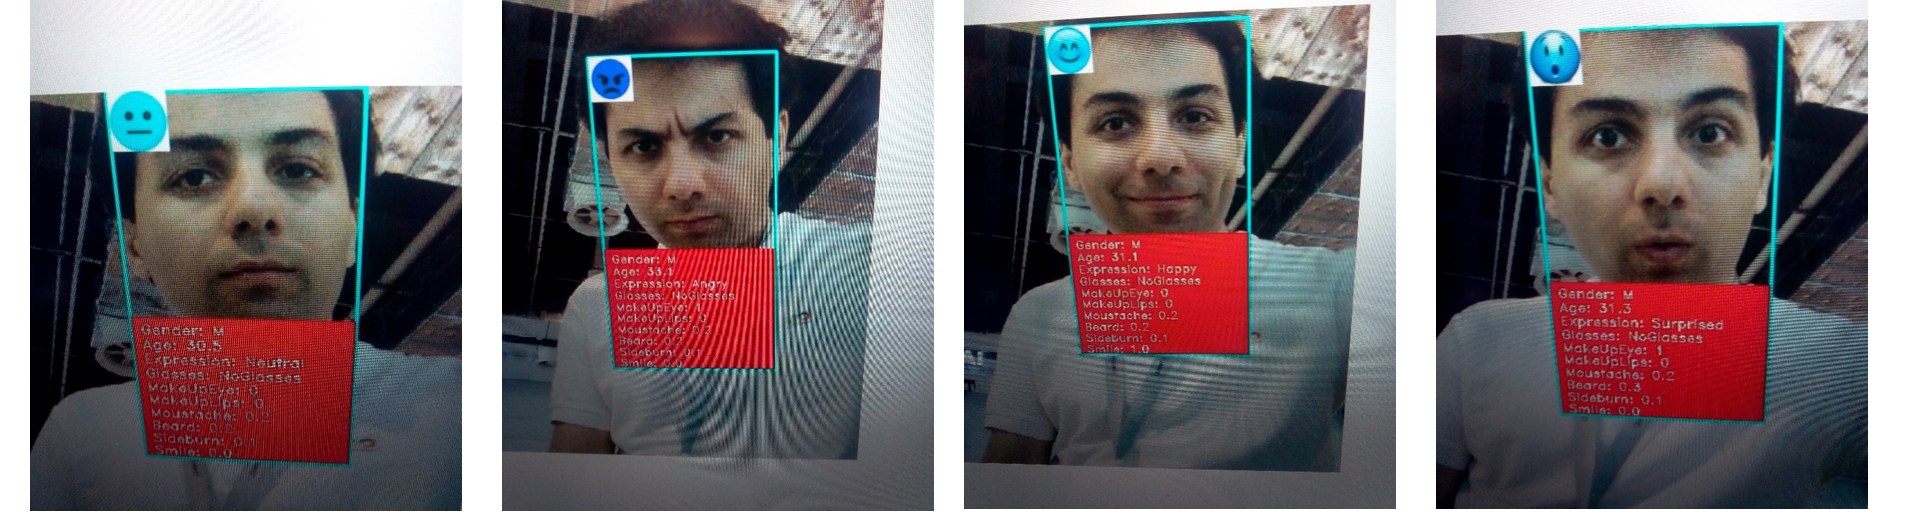 Gender: M
Age: 30.5
Expression: Neutral
Glasses: NoGlasses
MakeUpEye: 0
MakeUpLips: 0
Moustache: 0.2
Beard: 0.2
Sideburn: 0.1
Smile: 0.0
Gender: M
Age: 33.1
Expression: Angry
Glasses: NoGlasses
MakeUpEye: 1
MakeUpLips: 0
Moustache: 0.2
Beard: 0.2
Sideburn: 0.1
Smile: 0.0
Gender: M
Age: 31.1
Expression: Happy
Glasses: NoGlasses
MakeUpEye: 0
MakeUpLips: 0
Moustache: 0.2
Beard: 0.2
Sideburn: 0.1
Smile: 1.0
Gender: M
Age: 31.3
Expression: Surprised
Glasses: NoGlasses
MakeUpEye: 1
MakeUpLips: 0
Moustache: 0.2
Beard: 0.3
Sideburn: 0.1
Smile: 0.0